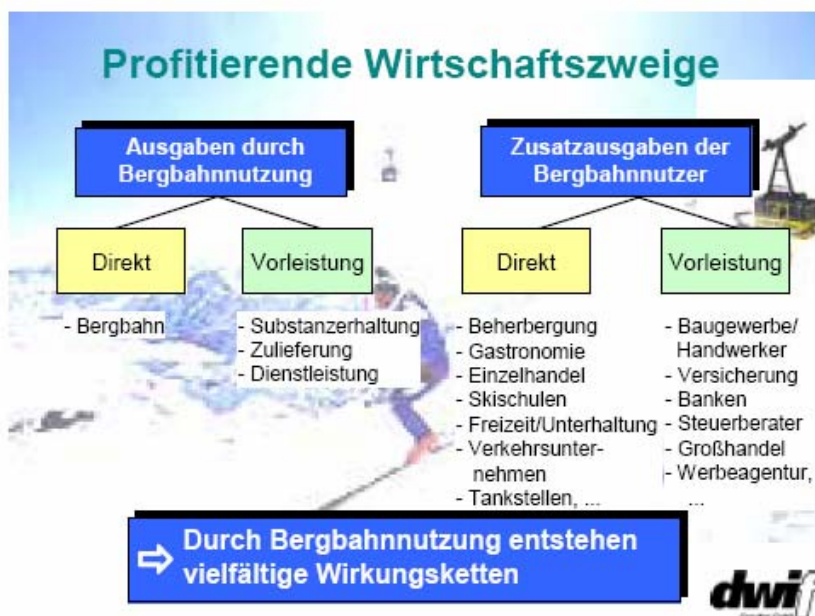 Profitierende Wirtschaftszweige
Ausgaben durch
Bergbahnnutzung
Direkt
- Bergbahn
Vorleistung
- Substanzerhaltung
- Zulieferung
- Dienstleistung
Zusatzausgaben der
Bergbahnnutzer
Direkt
- Beherbergung
- Gastronomie
- Einzelhandel
- Skischulen
- Freizeit/Unterhaltung
- Verkehrsunter-
nehmen
- Tankstellen, ...
Vorleistung
- Baugewerbe/
Handwerker
- Versicherung
- Banken
- Steuerberater
- Großhandel
- Werbeagentur,
...
⇨ Durch Bergbahnnutzung entstehen
vielfältige Wirkungsketten
dwif